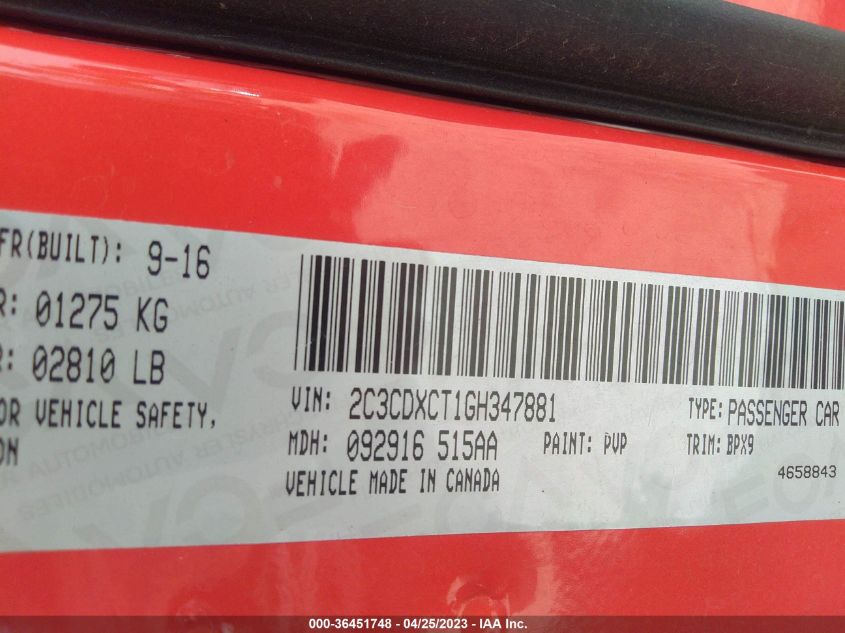 FR(BUILT): 9-16
R: 01275 KG
R: 02810 LB
OR VEHICLE SAFETY,
ON
VIN: 2C3CDXCT1GH347881 TYPE: PASSENGER CAR
MDH: 092916 515AA PAINT: PVP TRIM: BPX9
VEHICLE MADE IN CANADA 4658843
000-36451748 - 04/25/2023 - IAA Inc.